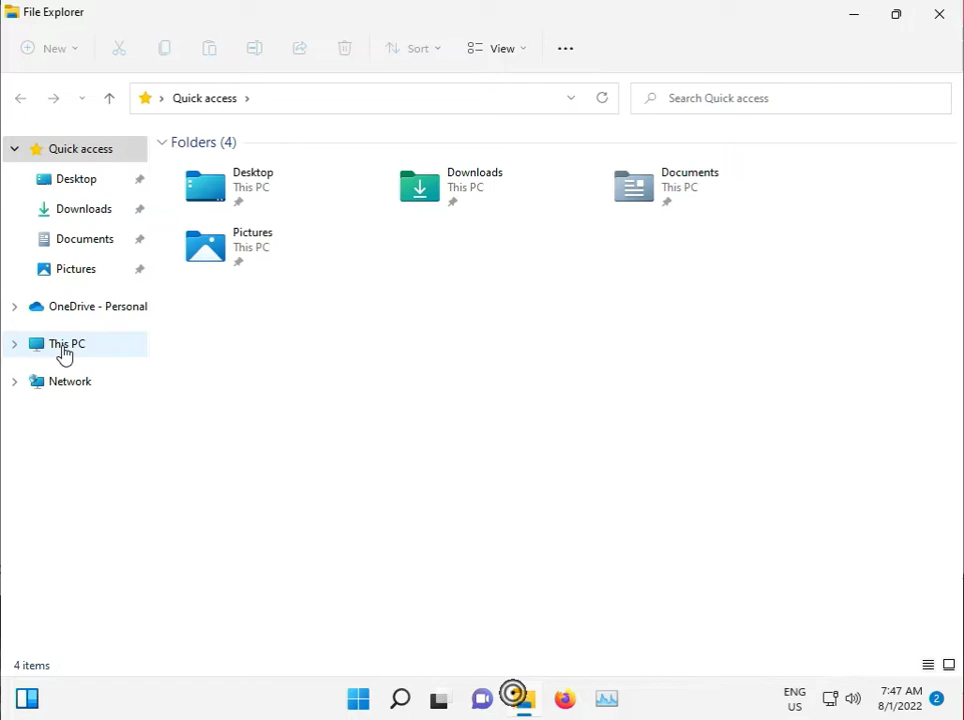 File Explorer
New Sort View
Quick access Search Quick access
Quick access
Desktop
Downloads
Documents
Pictures
OneDrive - Personal
This PC
Network
Folders (4)
Desktop
This PC
Downloads
This PC
Documents
This PC
Pictures
This PC
4 items
ENG
US
7:47 AM
8/1/2022
2